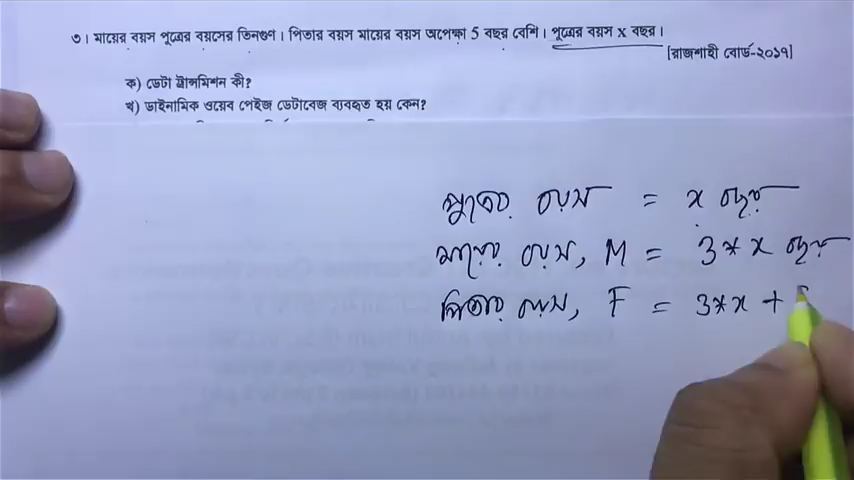 ৩। মায়ের বয়স পুত্রের বয়সের তিনগুণ। পিতার বয়স মায়ের বয়স অপেক্ষা 5 বছর বেশি। পুত্রের বয়স x বছর।
[রাজশাহী বোর্ড-২০১৭]
ক) ডেটা ট্রান্সমিশন কী?
খ) ডাইনামিক ওয়েব পেইজ ডেটাবেজ ব্যবহৃত হয় কেন?
পুত্রের বয়স = x বছর
মায়ের বয়স, M = 3*x বছর
পিতার বয়স, F = 3*x +